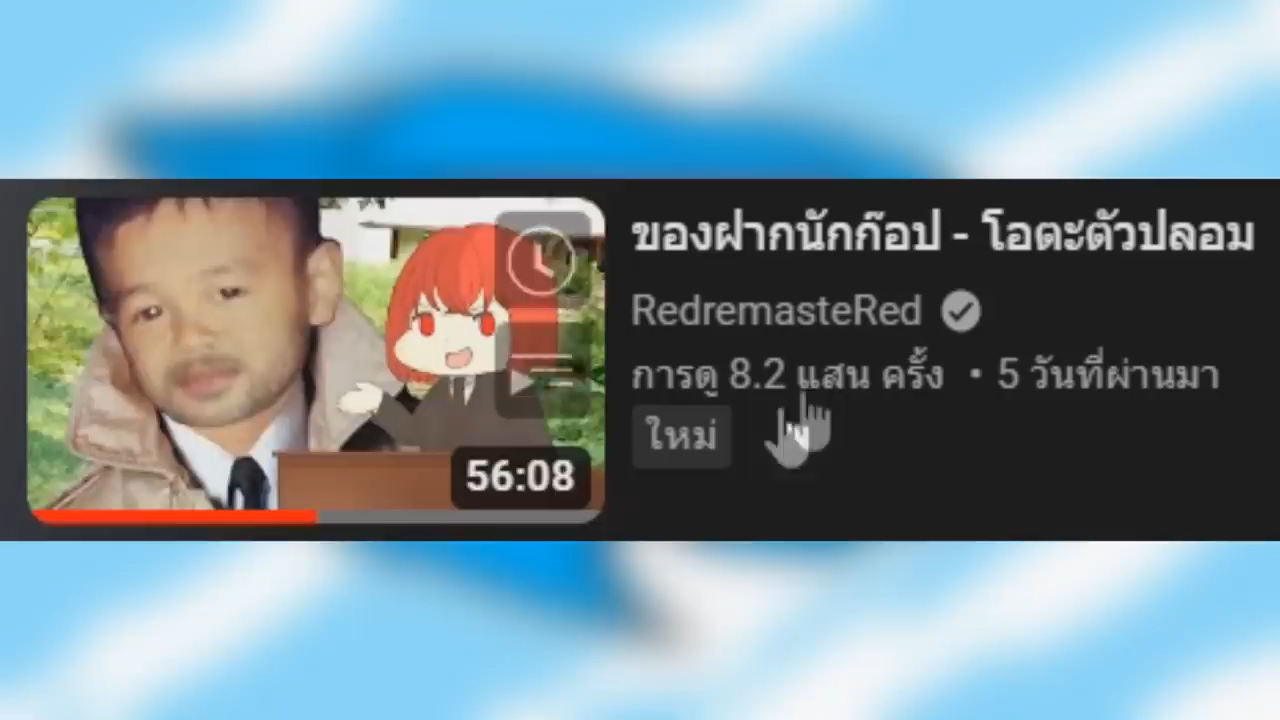 ของฝากนักก๊อป - โอตะตัวปลอม
RedremasteRed
การดู 8.2 แสน ครั้ง • 5 วันที่ผ่านมา
ใหม่
56:08